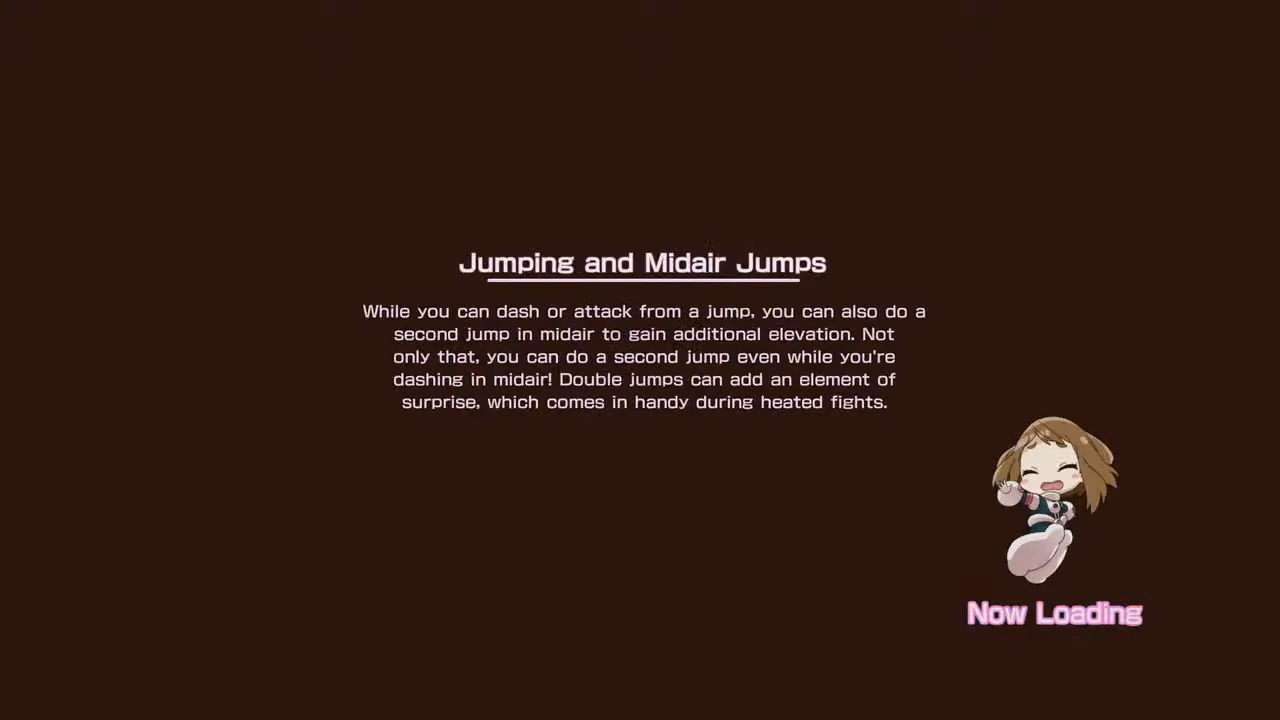 Jumping and Midair Jumps
While you can dash or attack from a jump, you can also do a
second jump in midair to gain additional elevation. Not
only that, you can do a second jump even while you're
dashing in midair! Double jumps can add an element of
surprise, which comes in handy during heated fights.
Now Loading